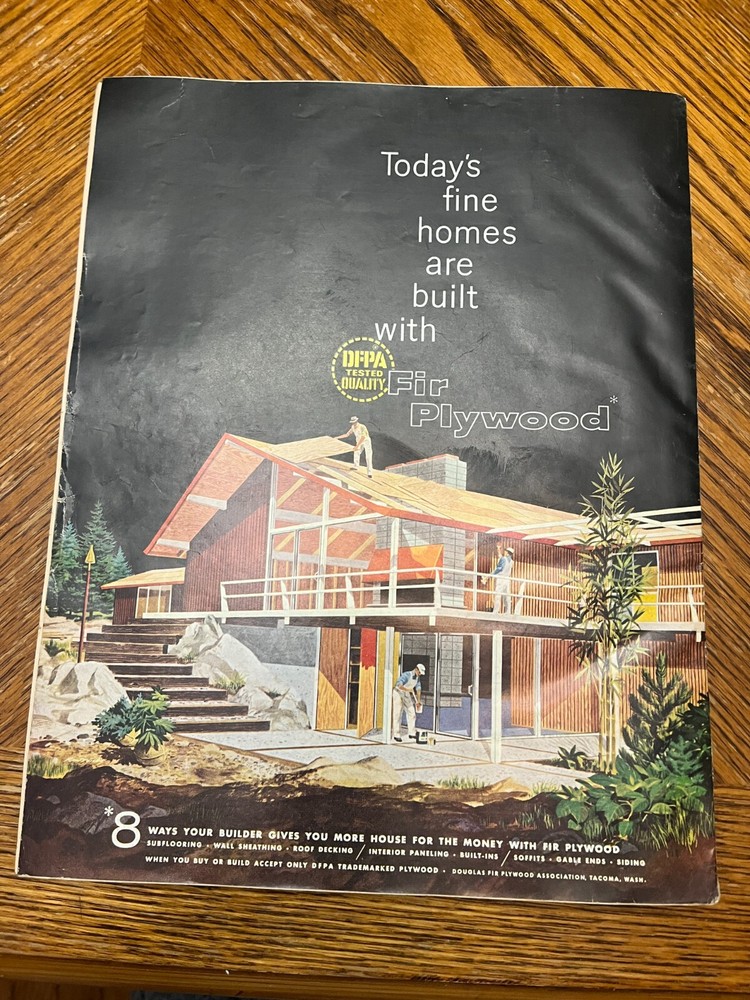 Today's
fine
homes
are
built
with
DFPA
TESTED
QUALITY
®
Fir
Plywood*
*8 WAYS YOUR BUILDER GIVES YOU MORE HOUSE FOR THE MONEY WITH FIR PLYWOOD
SUBFLOORING • WALL SHEATHING • ROOF DECKING / INTERIOR PANELING • BUILT-INS / SOFFITS • GABLE ENDS • SIDING
WHEN YOU BUY OR BUILD ACCEPT ONLY DFPA TRADEMARKED PLYWOOD • DOUGLAS FIR PLYWOOD ASSOCIATION, TACOMA, WASH.